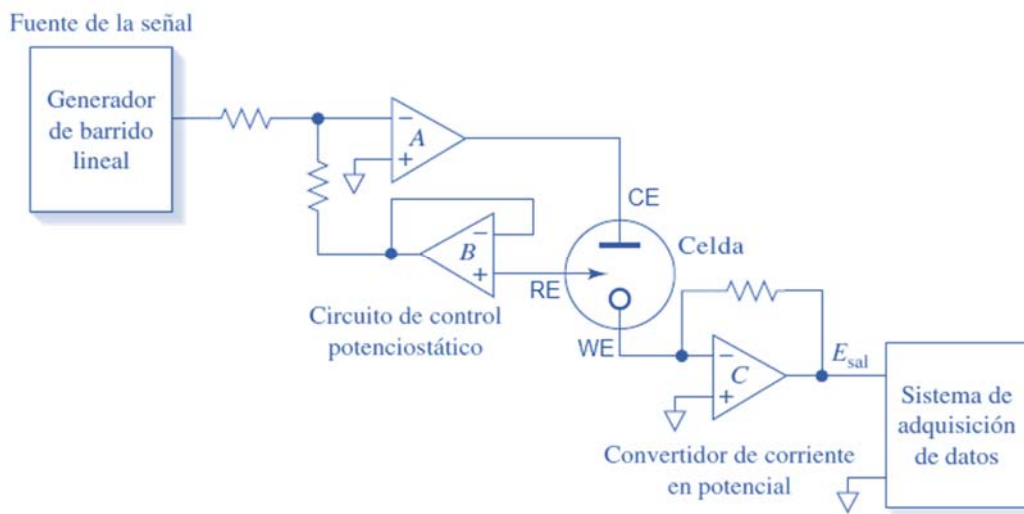 Fuente de la señal
Generador
de barrido
lineal
−
A
+
CE
−
B
+
RE
Celda
Circuito de control
potenciostático
WE
−
C
+
E_sal
Sistema de
adquisición
de datos
Convertidor de corriente
en potencial